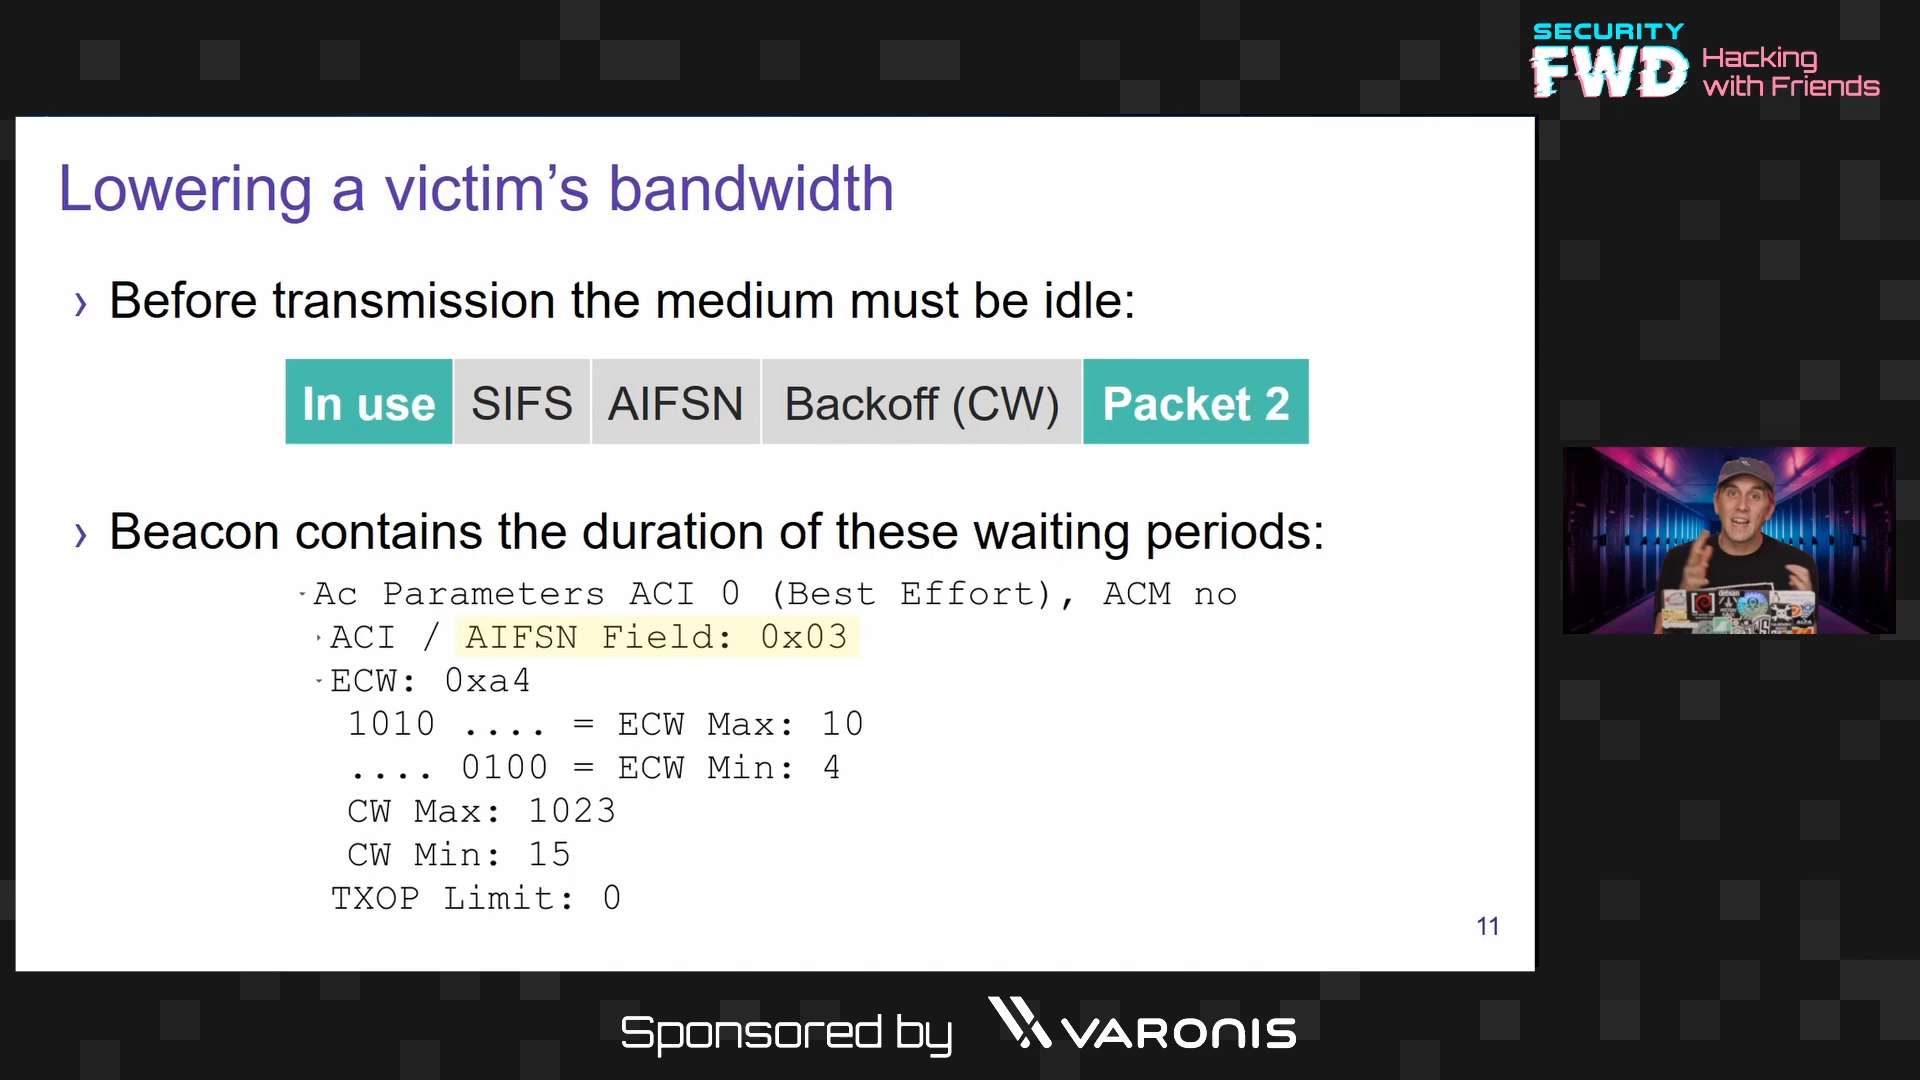 SECURITY
FWD
Hacking
with Friends
Lowering a victim’s bandwidth
› Before transmission the medium must be idle:
In use SIFS AIFSN Backoff (CW) Packet 2
› Beacon contains the duration of these waiting periods:
Ac Parameters ACI 0 (Best Effort), ACM no
ACI / AIFSN Field: 0x03
ECW: 0xa4
1010 .... = ECW Max: 10
.... 0100 = ECW Min: 4
CW Max: 1023
CW Min: 15
TXOP Limit: 0
11
debian
Sponsored by VARONIS